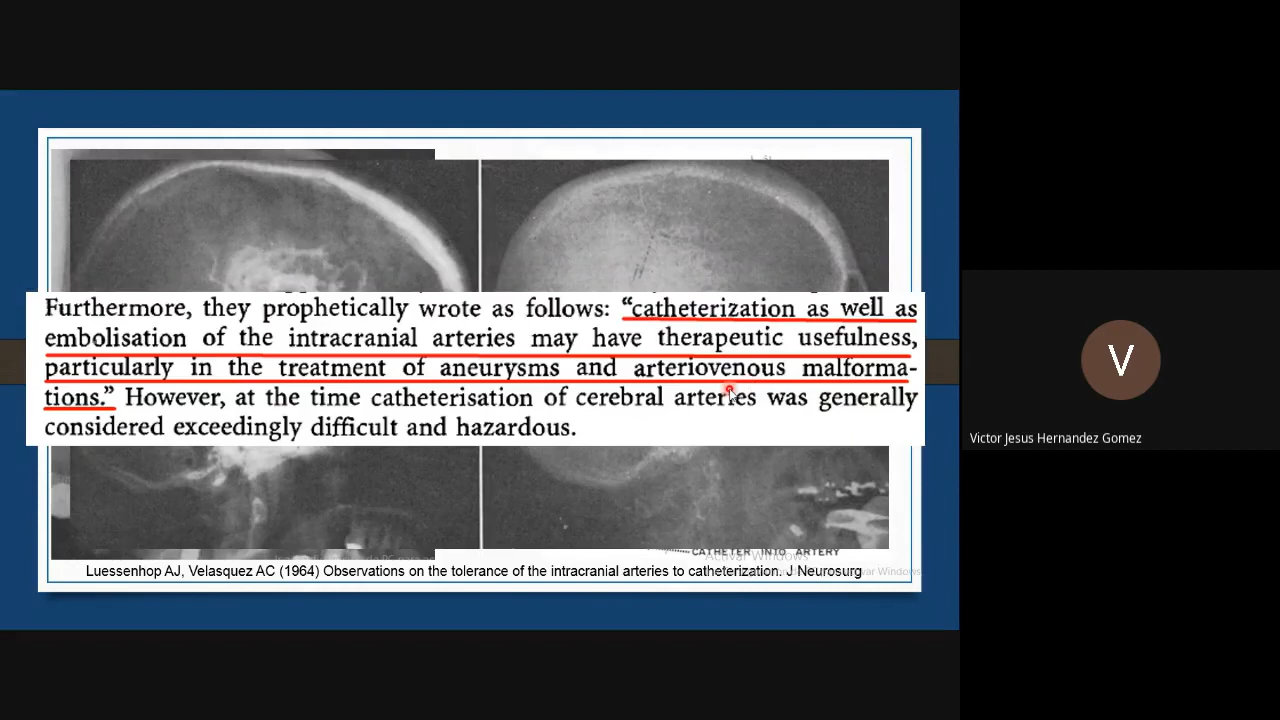 Furthermore, they prophetically wrote as follows: “catheterization as well as
embolisation of the intracranial arteries may have therapeutic usefulness,
particularly in the treatment of aneurysms and arteriovenous malforma-
tions.” However, at the time catheterisation of cerebral arteries was generally
considered exceedingly difficult and hazardous.
CATHETER INTO ARTERY
Activar Windows
Luessenhop AJ, Velasquez AC (1964) Observations on the tolerance of the intracranial arteries to catheterization. J Neurosurg
V
Victor Jesus Hernandez Gomez